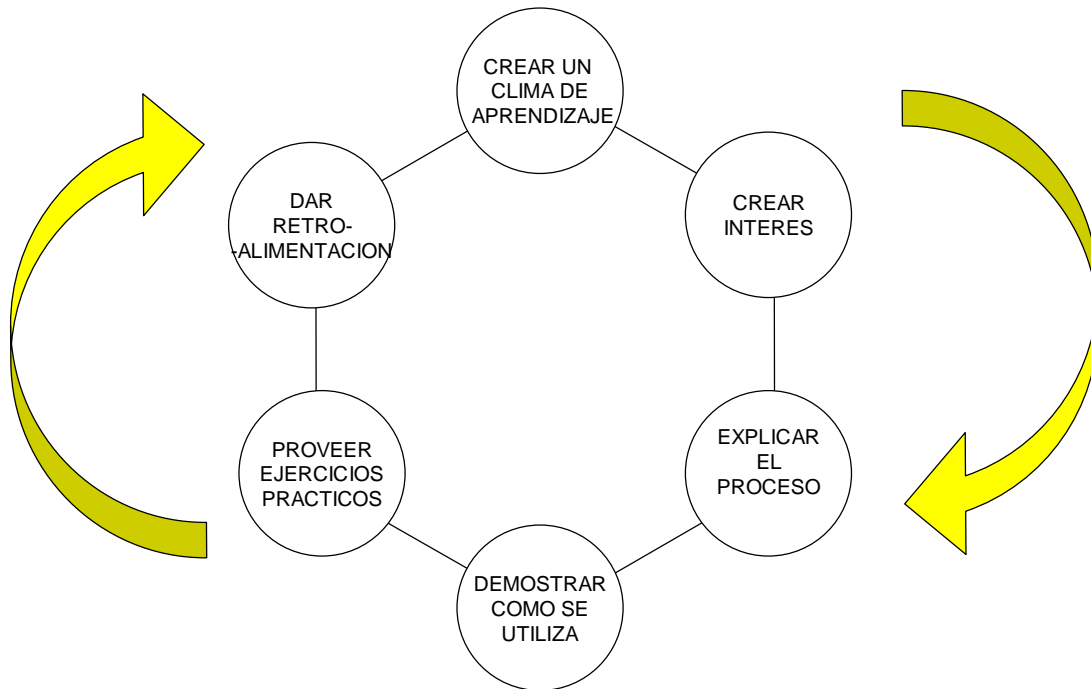 CREAR UN
CLIMA DE
APRENDIZAJE
CREAR
INTERES
EXPLICAR
EL
PROCESO
DEMOSTRAR
COMO SE
UTILIZA
PROVEER
EJERCICIOS
PRACTICOS
DAR
RETRO-
-ALIMENTACION